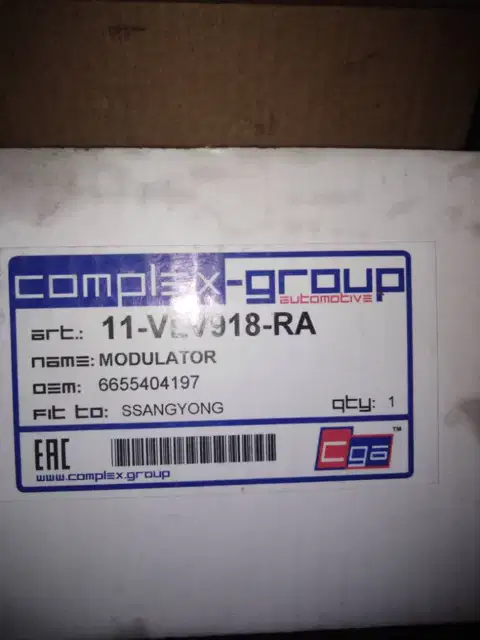 complex-group
automotive
art.: 11-VEV918-RA
name: MODULATOR
oem: 6655404197
Fit to: SSANGYONG
qty: 1
EAC
www.complex.group
cga
TM